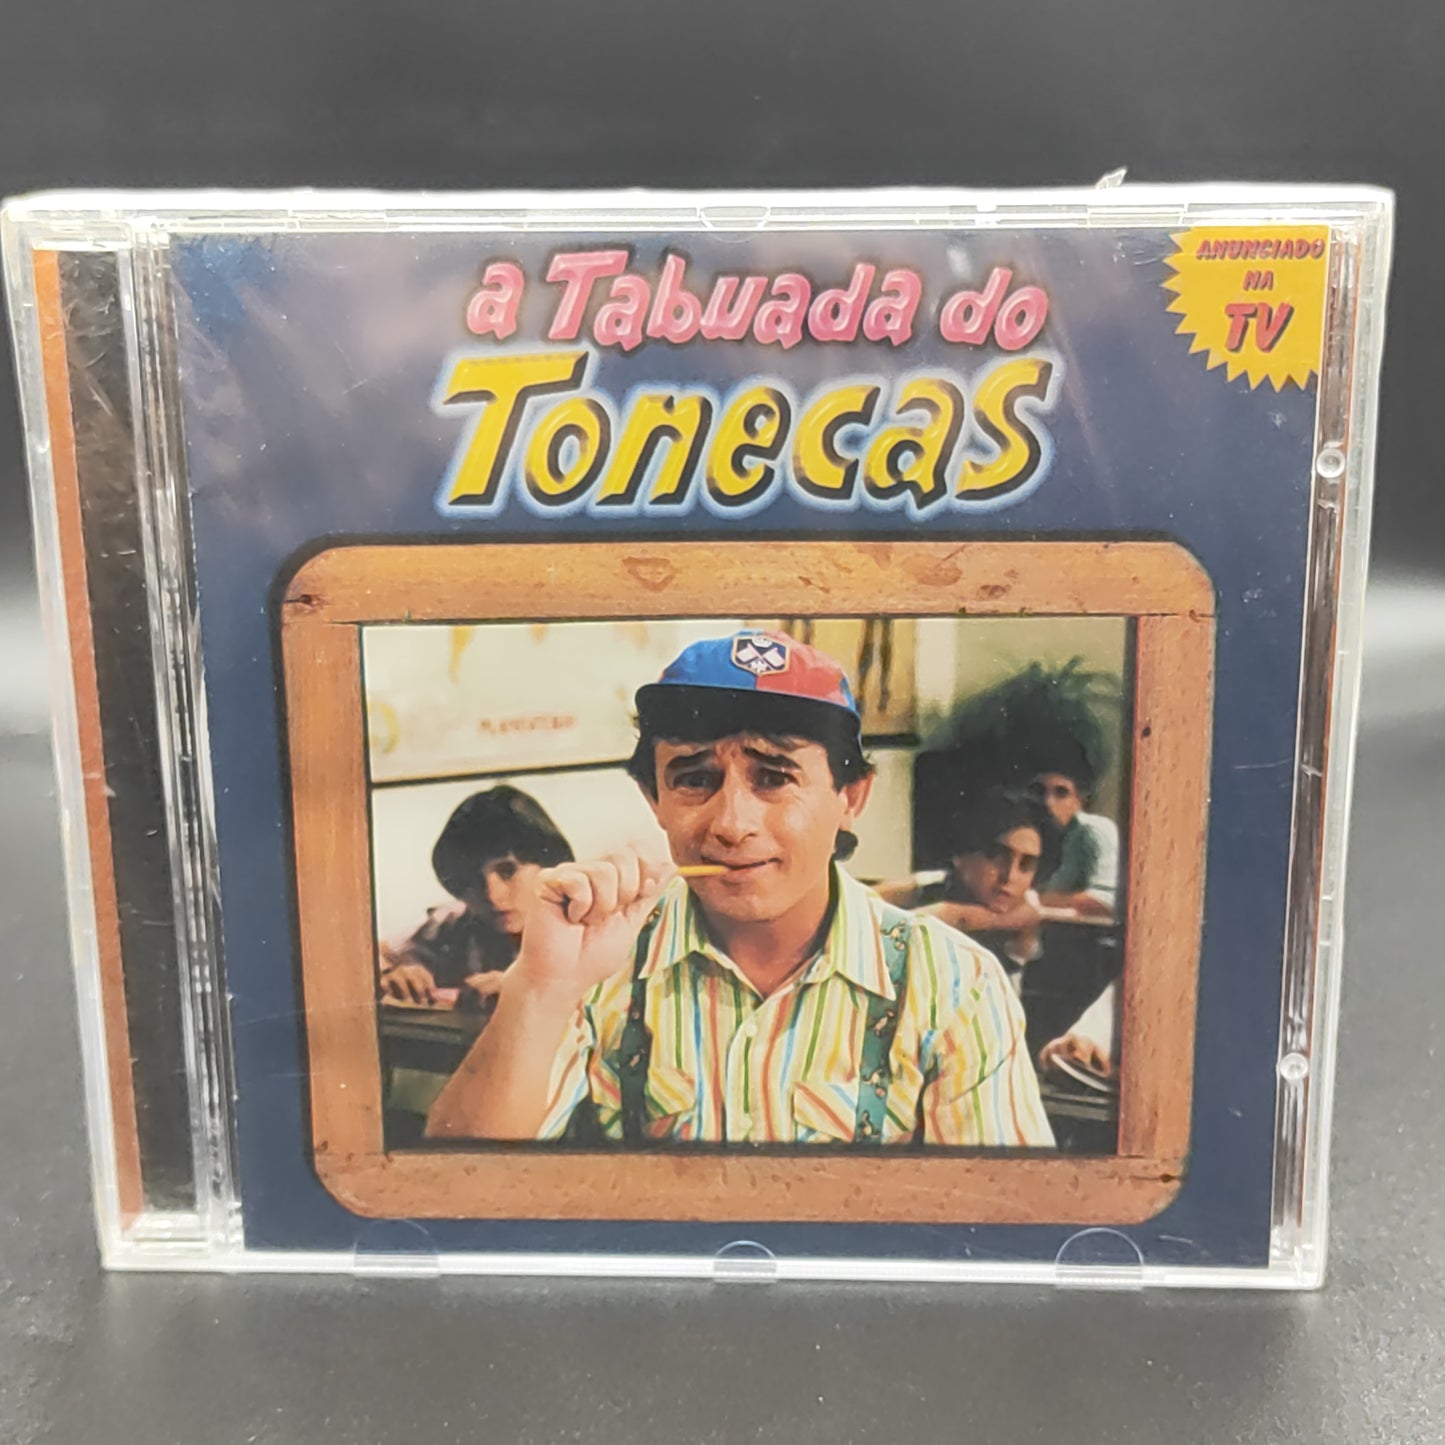 a Tabuada do
Tonecas
ANUNCIADO
NA
TV